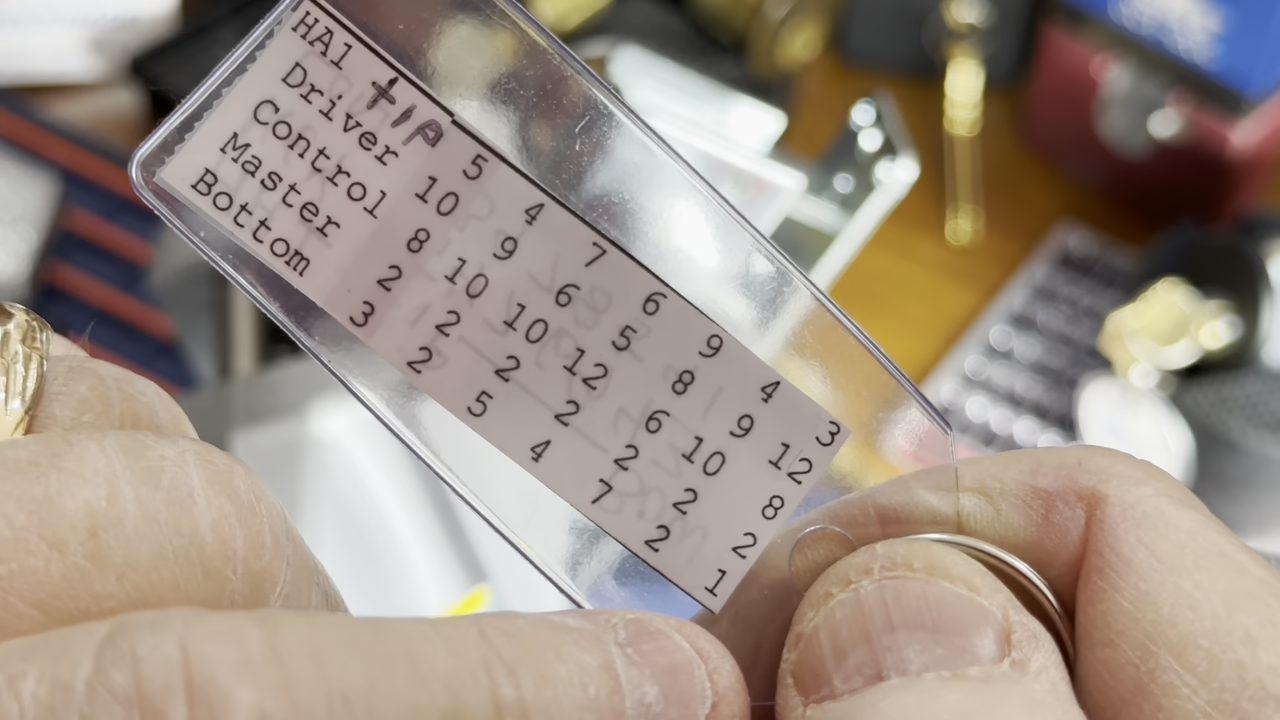 HA1 tip 5 4 7 6 9 4 3
Driver 10 9 6 5 8 9 12
Control 8 10 10 12 6 10 8
Master 2 2 2 2 2 2 2
Bottom 3 2 5 4 7 2 1